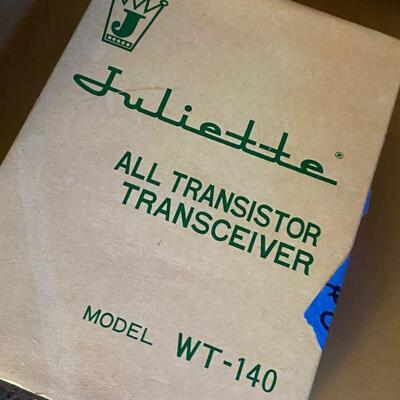 J
Juliette®
ALL TRANSISTOR
TRANSCEIVER
MODEL WT-140